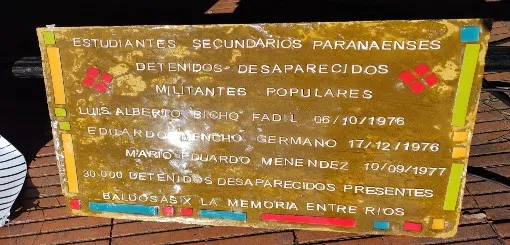 ESTUDIANTES SECUNDARIOS PARANAENSES
DETENIDOS-DESAPARECIDOS
MILITANTES POPULARES
LUIS ALBERTO BICHO FADIL 06/10/1976
EDUARDO MENCHO GERMANO 17/12/1976
MARIO EDUARDO MENENDEZ 10/09/1977
30.000 DETENIDOS DESAPARECIDOS PRESENTES
BALDOSAS X LA MEMORIA ENTRE RIOS